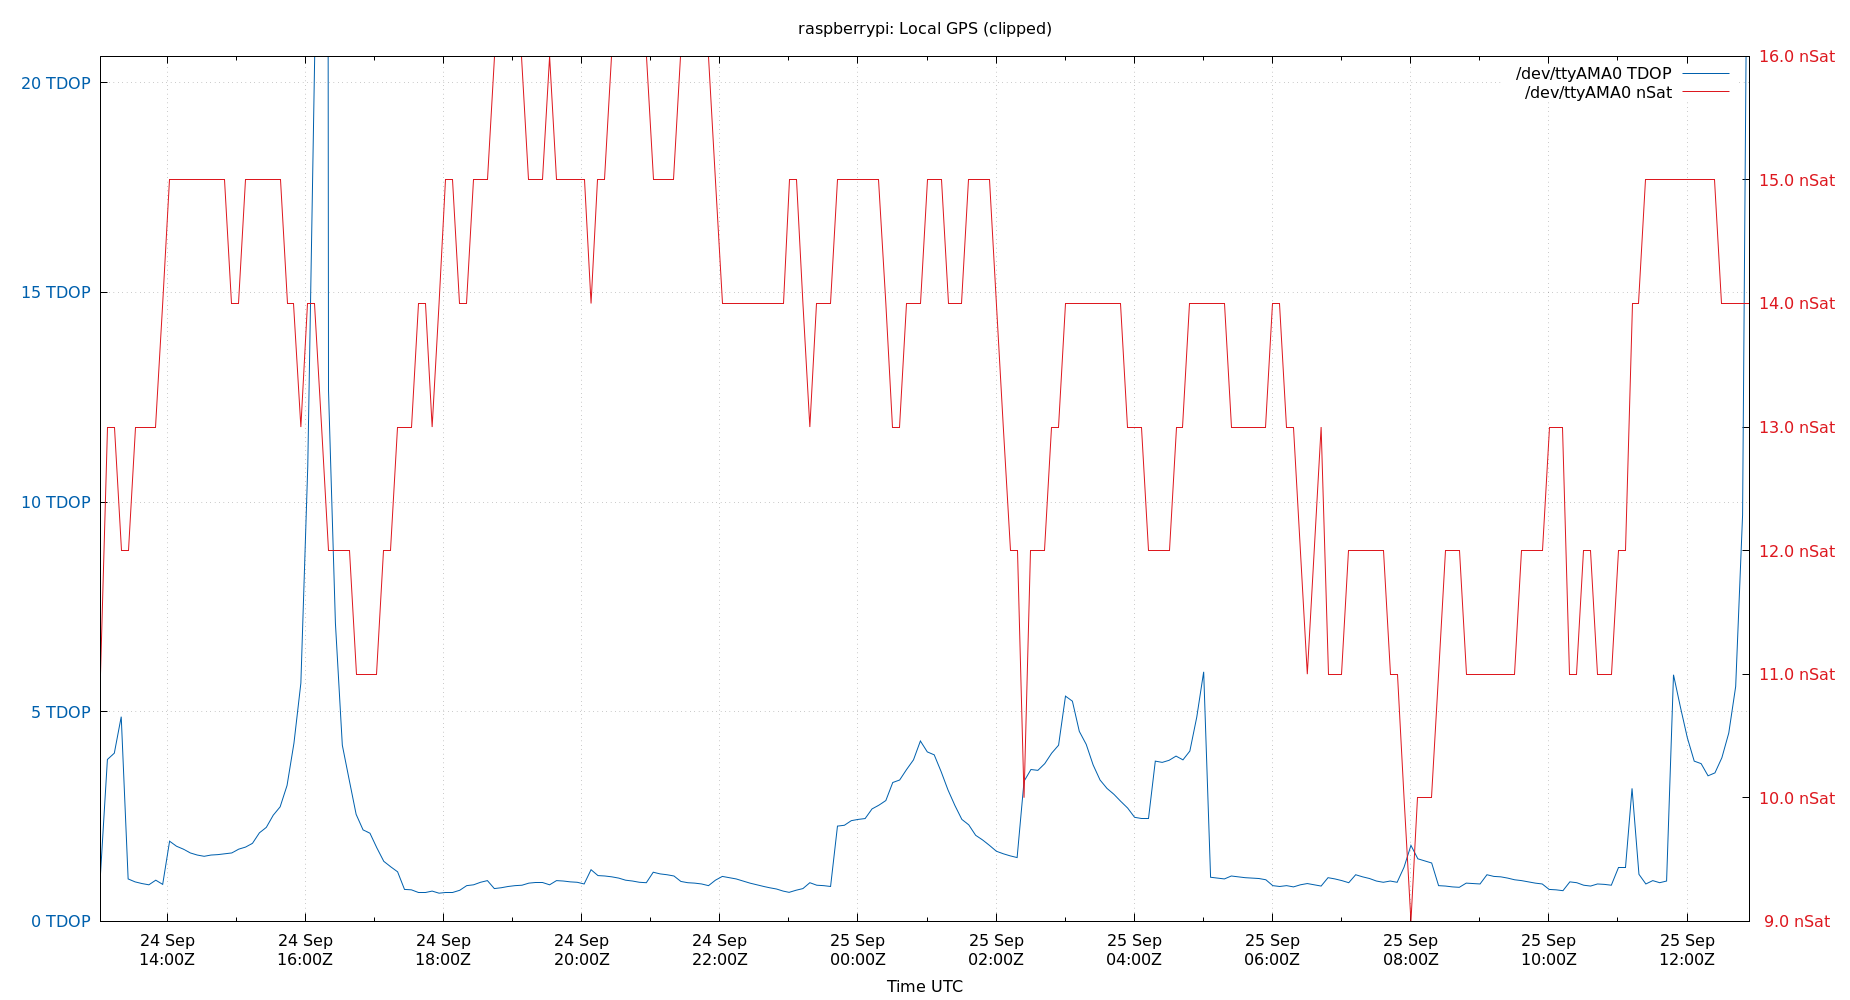 raspberrypi: Local GPS (clipped)
/dev/ttyAMA0 TDOP
/dev/ttyAMA0 nSat
20 TDOP
15 TDOP
10 TDOP
5 TDOP
0 TDOP
16.0 nSat
15.0 nSat
14.0 nSat
13.0 nSat
12.0 nSat
11.0 nSat
10.0 nSat
9.0 nSat
24 Sep
14:00Z
24 Sep
16:00Z
24 Sep
18:00Z
24 Sep
20:00Z
24 Sep
22:00Z
25 Sep
00:00Z
25 Sep
02:00Z
25 Sep
04:00Z
25 Sep
06:00Z
25 Sep
08:00Z
25 Sep
10:00Z
25 Sep
12:00Z
Time UTC